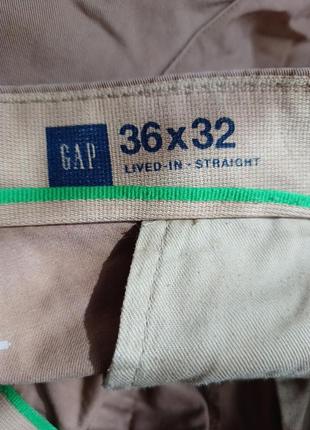 GAP
36x32
LIVED-IN - STRAIGHT